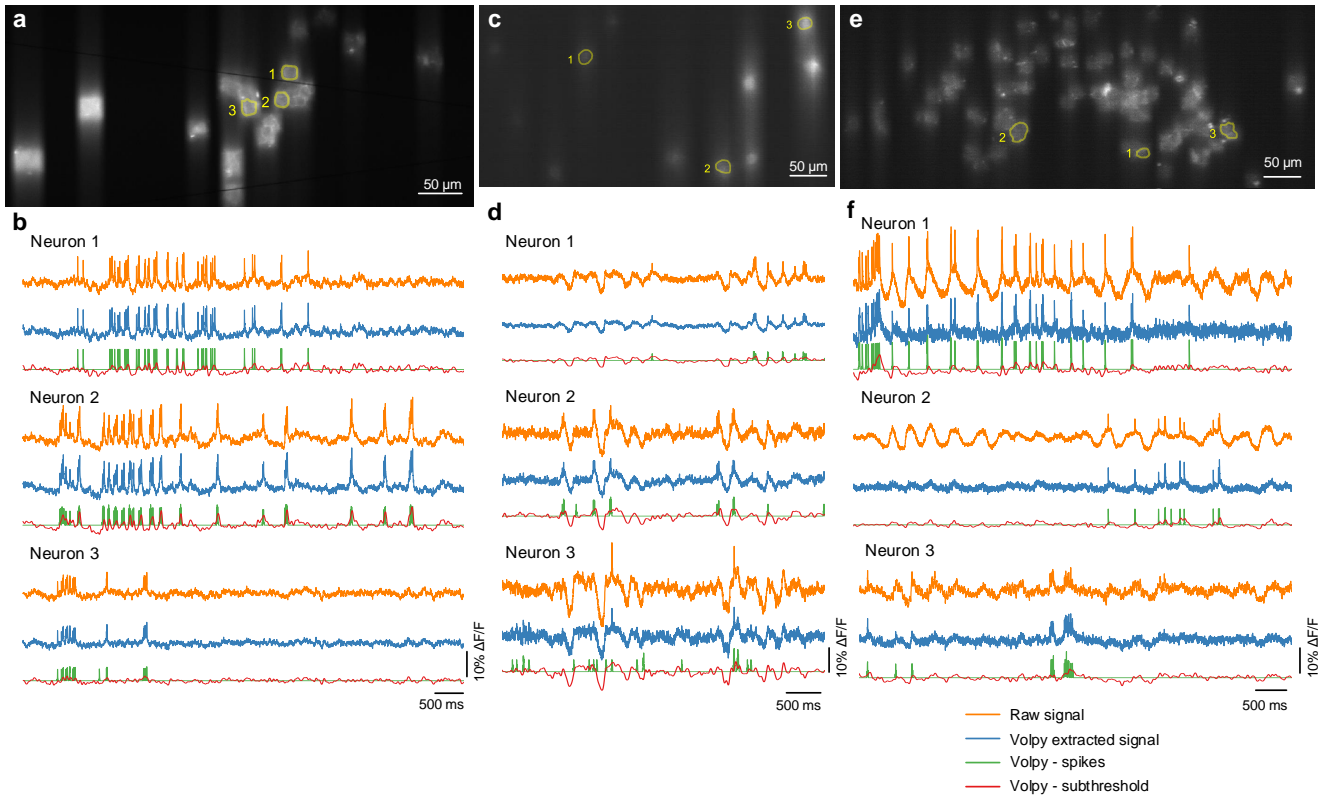 a
1
2
3
50 µm
c
1
2
3
50 µm
e
1
2
3
50 µm
b
Neuron 1
Neuron 2
Neuron 3
10% ΔF/F
500 ms
d
Neuron 1
Neuron 2
Neuron 3
10% ΔF/F
500 ms
f
Neuron 1
Neuron 2
Neuron 3
10% ΔF/F
500 ms
Raw signal
Volpy extracted signal
Volpy - spikes
Volpy - subthreshold